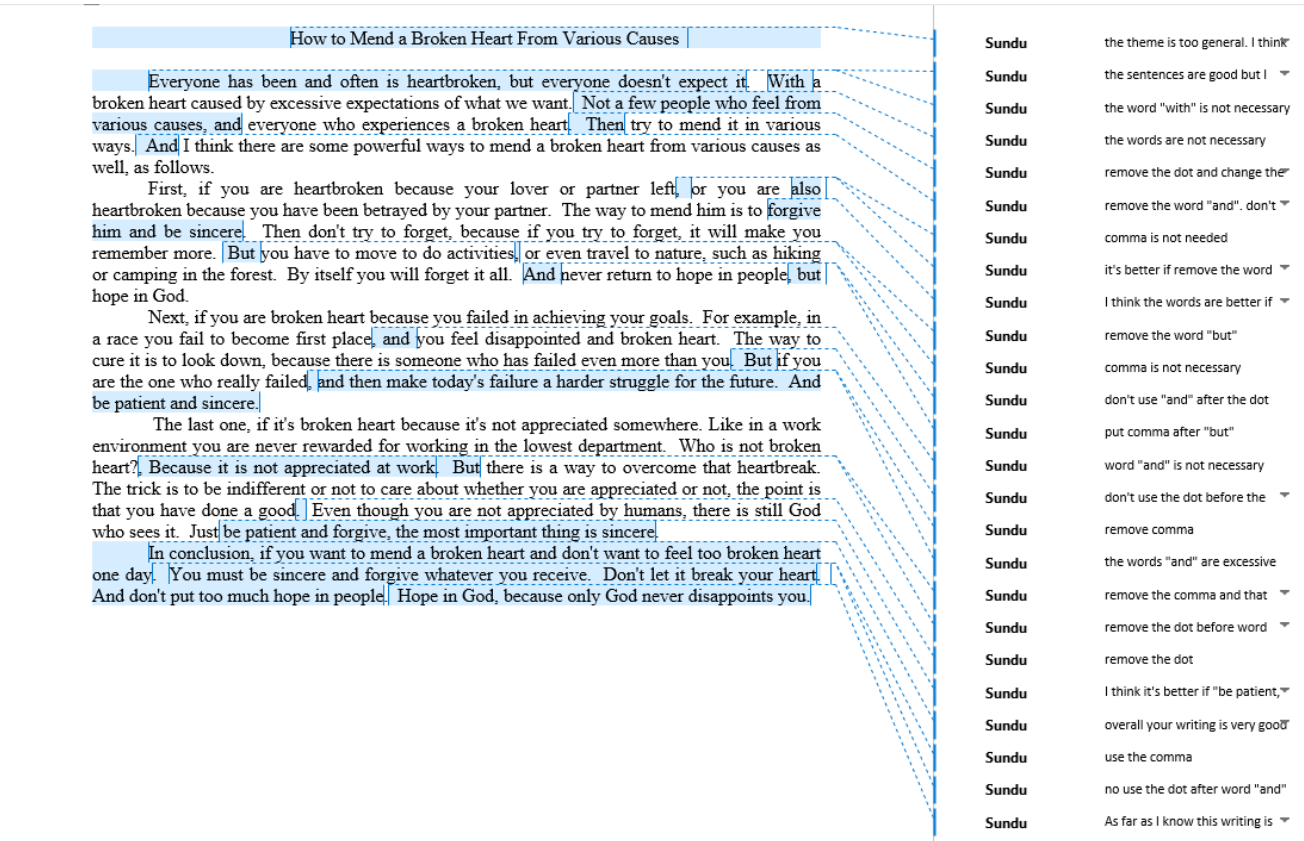 How to Mend a Broken Heart From Various Causes
Everyone has been and often is heartbroken, but everyone doesn't expect it. With a
broken heart caused by excessive expectations of what we want. Not a few people who feel from
various causes, and everyone who experiences a broken heart. Then try to mend it in various
ways. And I think there are some powerful ways to mend a broken heart from various causes as
well, as follows.
First, if you are heartbroken because your lover or partner left, or you are also
heartbroken because you have been betrayed by your partner. The way to mend him is to forgive
him and be sincere. Then don't try to forget, because if you try to forget, it will make you
remember more. But you have to move to do activities, or even travel to nature, such as hiking
or camping in the forest. By itself you will forget it all. And never return to hope in people, but
hope in God.
Next, if you are broken heart because you failed in achieving your goals. For example, in
a race you fail to become first place, and you feel disappointed and broken heart. The way to
cure it is to look down, because there is someone who has failed even more than you. But if you
are the one who really failed, and then make today's failure a harder struggle for the future. And
be patient and sincere.
The last one, if it's broken heart because it's not appreciated somewhere. Like in a work
environment you are never rewarded for working in the lowest department. Who is not broken
heart?, Because it is not appreciated at work. But there is a way to overcome that heartbreak.
The trick is to be indifferent or not to care about whether you are appreciated or not, the point is
that you have done a good. Even though you are not appreciated by humans, there is still God
who sees it. Just be patient and forgive, the most important thing is sincere.
In conclusion, if you want to mend a broken heart and don't want to feel too broken heart
one day. You must be sincere and forgive whatever you receive. Don't let it break your heart.
And don't put too much hope in people. Hope in God, because only God never disappoints you.
Sundu the theme is too general. I think
Sundu the sentences are good but I
Sundu the word "with" is not necessary
Sundu the words are not necessary
Sundu remove the dot and change the
Sundu remove the word "and". don't
Sundu comma is not needed
Sundu it's better if remove the word
Sundu I think the words are better if
Sundu remove the word "but"
Sundu comma is not necessary
Sundu don't use "and" after the dot
Sundu put comma after "but"
Sundu word "and" is not necessary
Sundu don't use the dot before the
Sundu remove comma
Sundu the words "and" are excessive
Sundu remove the comma and that
Sundu remove the dot before word
Sundu remove the dot
Sundu I think it's better if "be patient,
Sundu overall your writing is very good
Sundu use the comma
Sundu no use the dot after word "and"
Sundu As far as I know this writing is